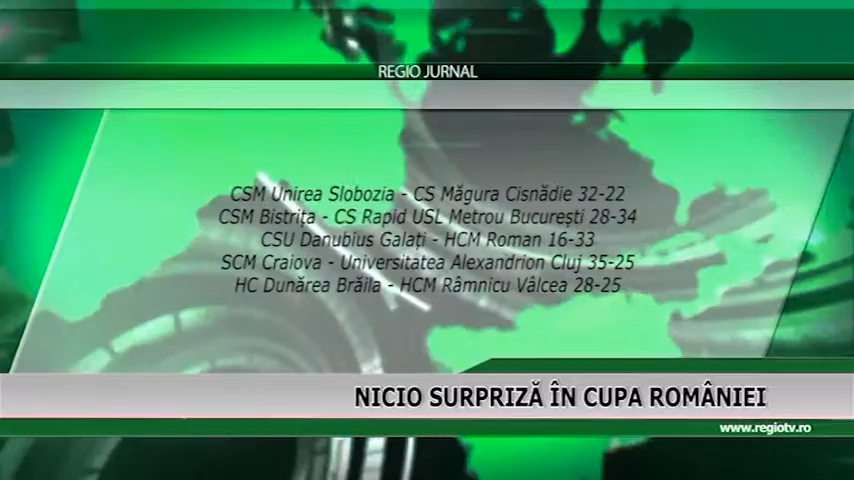 REGIO JURNAL
CSM Unirea Slobozia - CS Măgura Cisnădie 32-22
CSM Bistrița - CS Rapid USL Metrou București 28-34
CSU Danubius Galați - HCM Roman 16-33
SCM Craiova - Universitatea Alexandrion Cluj 35-25
HC Dunărea Brăila - HCM Râmnicu Vâlcea 28-25
NICIO SURPRIZĂ ÎN CUPA ROMÂNIEI
www.regiotv.ro